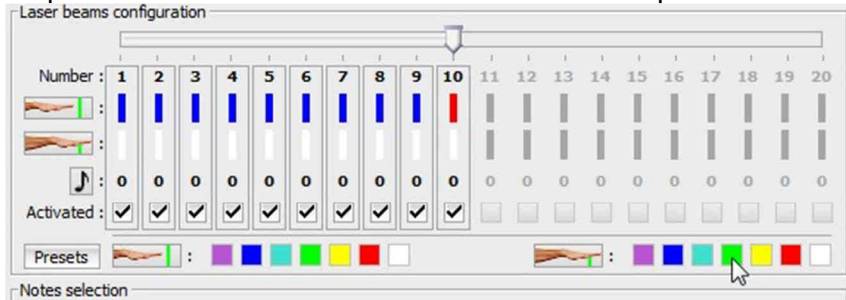 Laser beams configuration
Number : 1 2 3 4 5 6 7 8 9 10 11 12 13 14 15 16 17 18 19 20
:
:
♪ : 0 0 0 0 0 0 0 0 0 0 0 0 0 0 0 0 0 0 0 0
Activated :
Presets : :
Notes selection